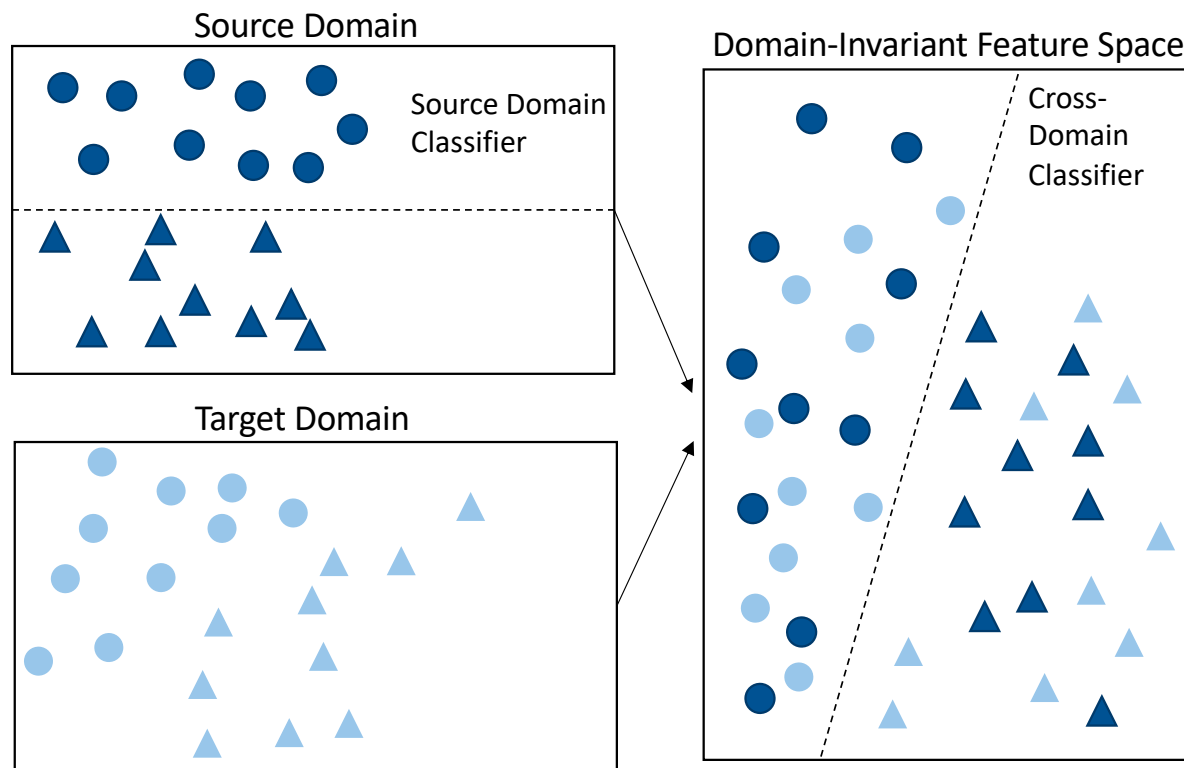 Source Domain
Source Domain
Classifier
Target Domain
Domain-Invariant Feature Space
Cross-
Domain
Classifier